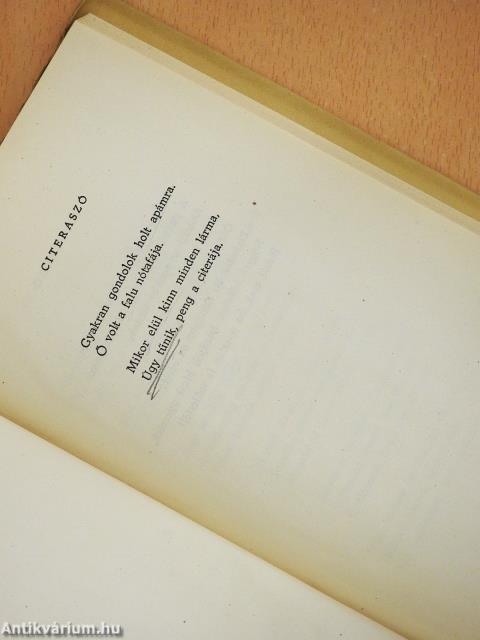 CITERASZÓ
Gyakran gondolok holt apámra.
Ő volt a falu nótafája.
Mikor elül kinn minden lárma,
Úgy tűnik, peng a citerája.
Antikvárium.hu